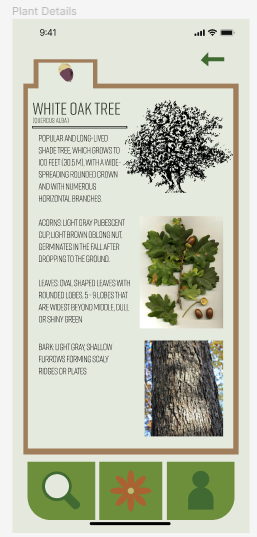 Plant Details
9:41
WHITE OAK TREE
(QUERCUS ALBA)
POPULAR AND LONG-LIVED
SHADE TREE, WHICH GROWS TO
100 FEET (30.5 M), WITH A WIDE-
SPREADING ROUNDED CROWN
AND WITH NUMEROUS
HORIZONTAL BRANCHES.
ACORNS: LIGHT GRAY PUBESCENT
CUP, LIGHT BROWN OBLONG NUT,
GERMINATES IN THE FALL AFTER
DROPPING TO THE GROUND.
LEAVES: OVAL SHAPED LEAVES WITH
ROUNDED LOBES, 5 - 9 LOBES THAT
ARE WIDEST BEYOND MIDDLE, DULL
OR SHINY GREEN
BARK: LIGHT GRAY, SHALLOW
FURROWS FORMING SCALY
RIDGES OR PLATES